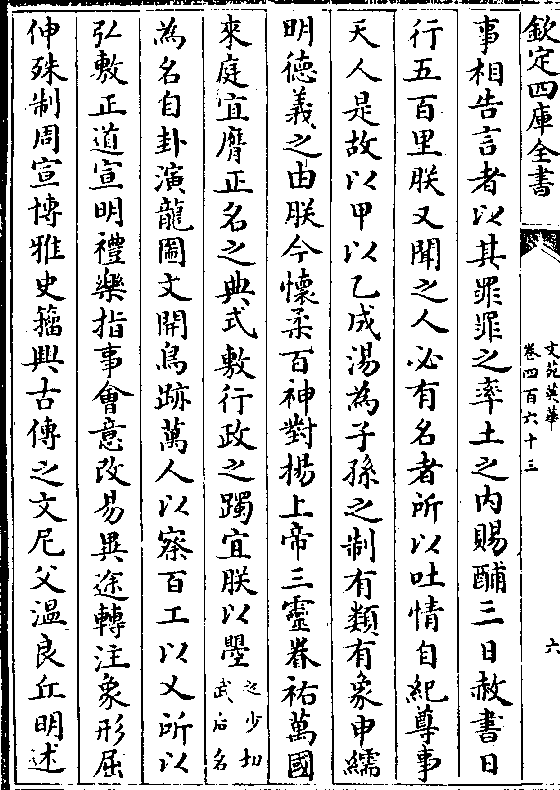 欽定四庫全書
文苑英華
卷四百六十三
六
事相告言者以其罪罪之率土之内賜酺三日赦書日
行五百里朕又聞之人必有名者所以吐情自紀尊事
天人是故以甲以乙成湯為子孫之制有類有象申繻
明德義之由朕今懷柔百神對揚上帝三靈眷祐萬國
來庭宜膺正名之典式敷行政之躅宜朕以曌之少切武后名
為名自卦演龍圖文開鳥跡萬人以察百工以乂所以
弘敷正道宣明禮樂指事會意改易異途轉注象形屈
伸殊制周宣博雅史籀興古傳之文尼父溫良丘明述